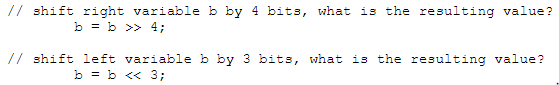 // shift right variable b by 4 bits, what is the resulting value?
b = b >> 4;
// shift left variable b by 3 bits, what is the resulting value?
b = b << 3;
.